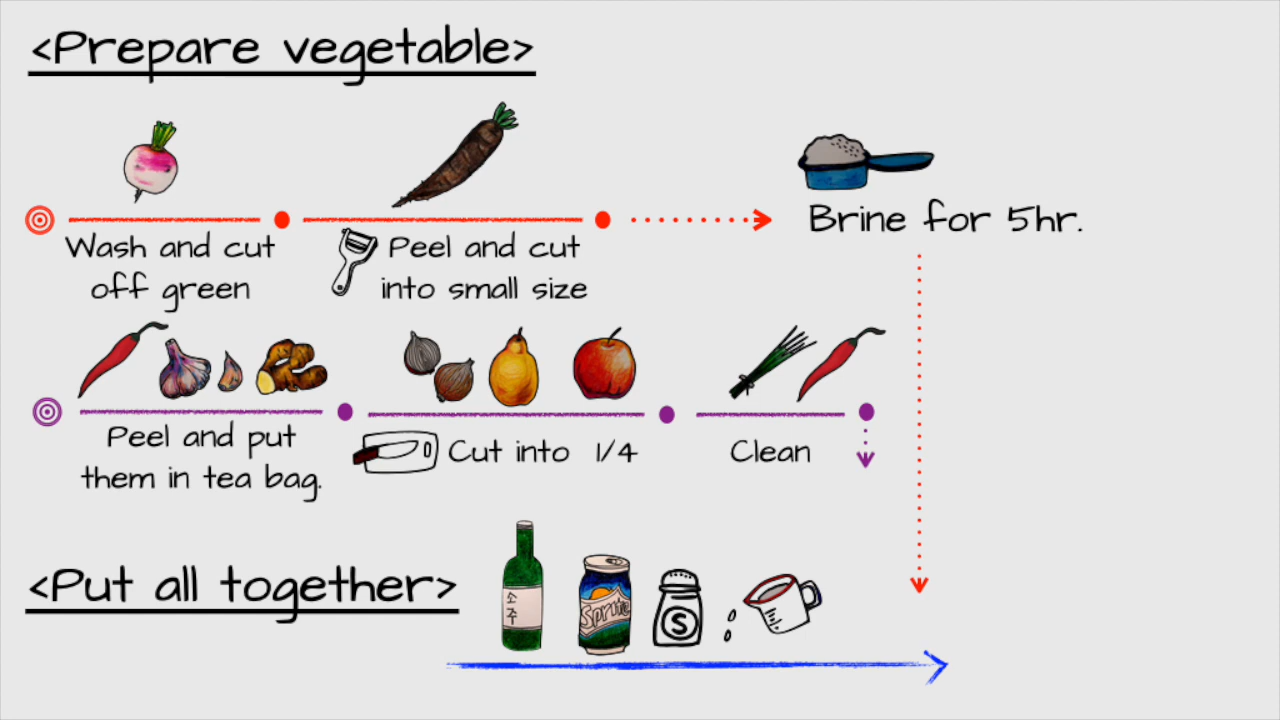 <Prepare vegetable>
Brine for 5hr.
Wash and cut
off green
Peel and cut
into small size
Peel and put
them in tea bag.
Cut into 1/4
Clean
<Put all together>
소
주
Sprite
S